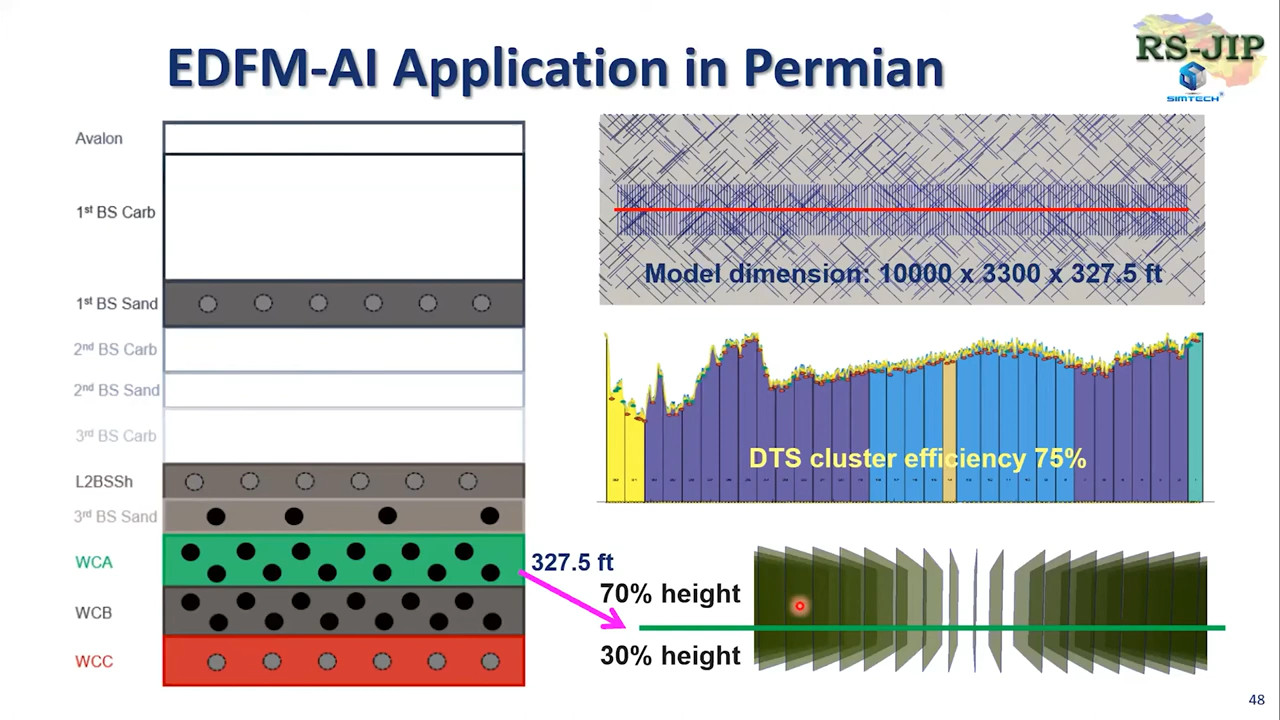 EDFM-AI Application in Permian
RS-JIP
SIMTECH
Avalon
1st BS Carb
1st BS Sand
2nd BS Carb
2nd BS Sand
3rd BS Carb
L2BSSh
3rd BS Sand
WCA
WCB
WCC
Model dimension: 10000 x 3300 x 327.5 ft
DTS cluster efficiency 75%
327.5 ft
70% height
30% height
48